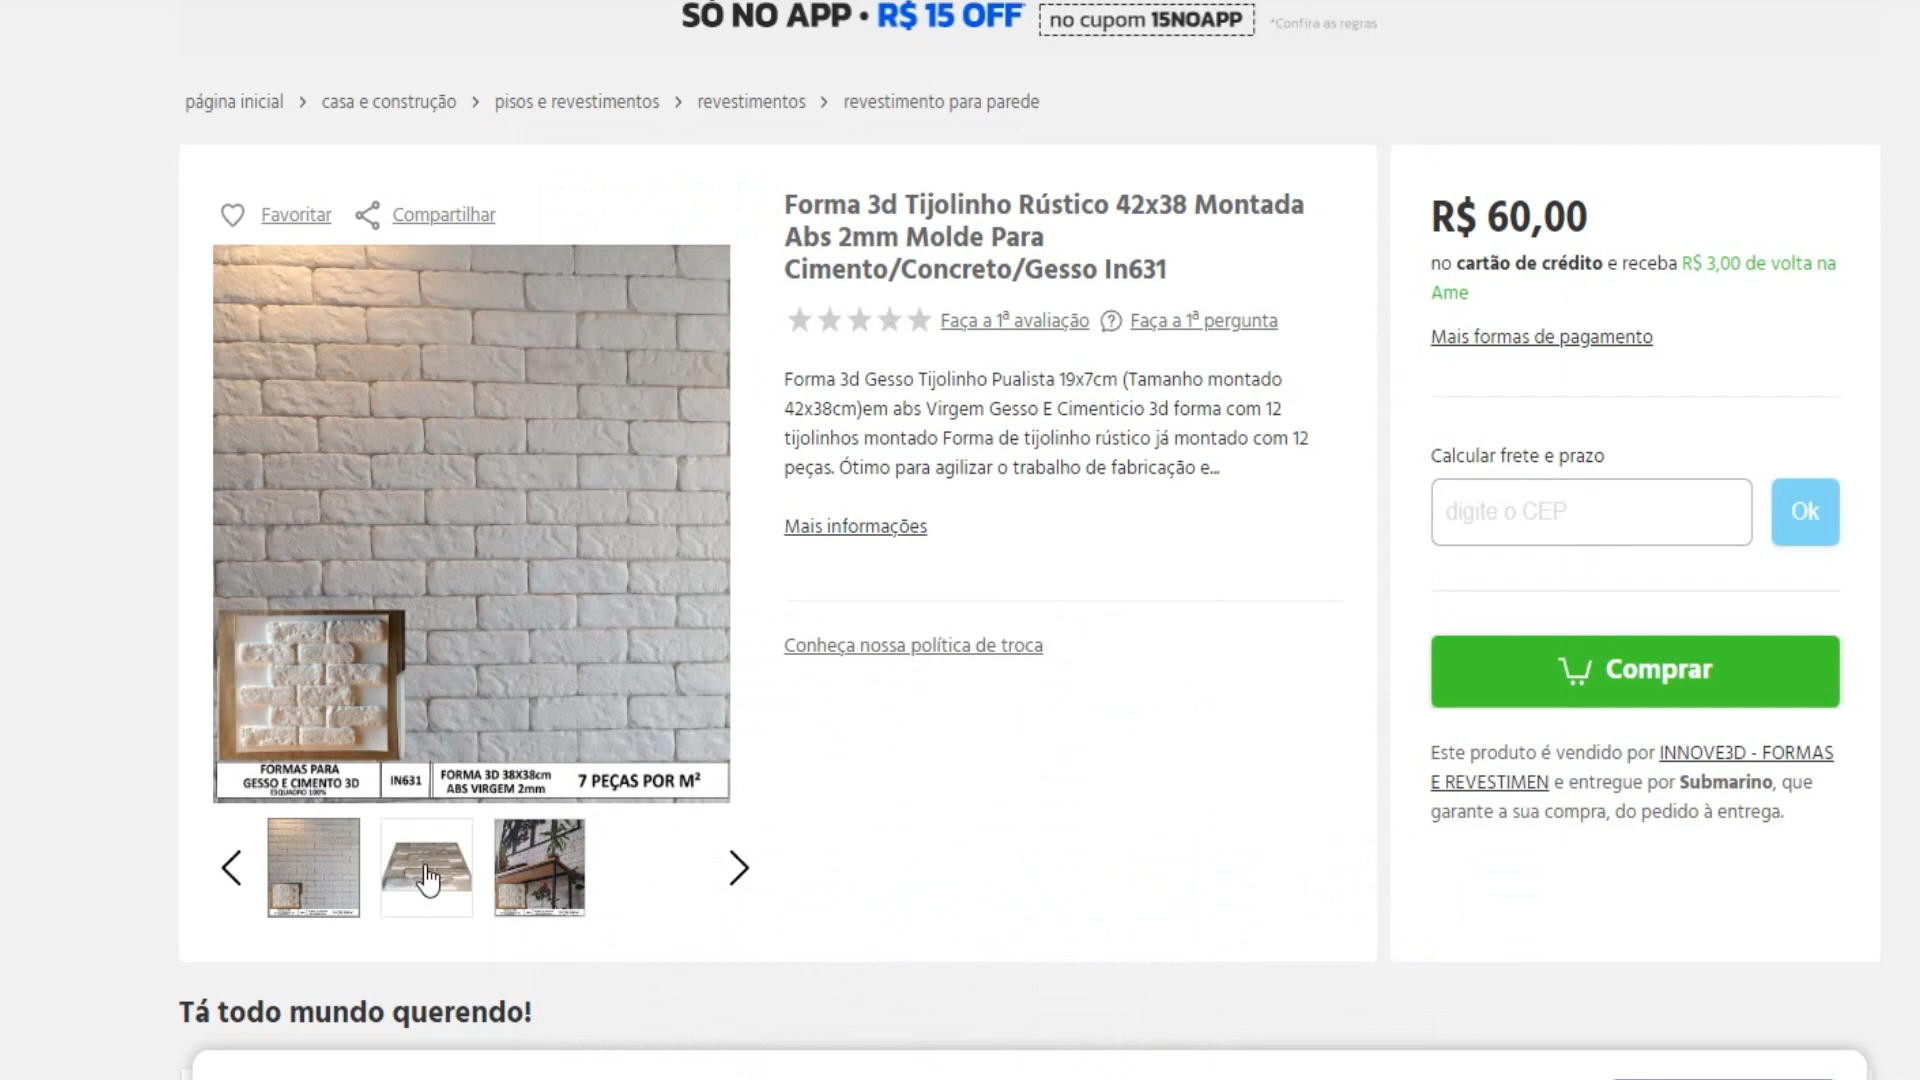 SÓ NO APP • R$ 15 OFF no cupom 15NOAPP *Confira as regras
página inicial > casa e construção > pisos e revestimentos > revestimentos > revestimento para parede
Favoritar Compartilhar
Forma 3d Tijolinho Rústico 42x38 Montada
Abs 2mm Molde Para
Cimento/Concreto/Gesso In631
Faça a 1ª avaliação Faça a 1ª pergunta
Forma 3d Gesso Tijolinho Pualista 19x7cm (Tamanho montado
42x38cm)em abs Virgem Gesso E Cimenticio 3d forma com 12
tijolinhos montado Forma de tijolinho rústico já montado com 12
peças. Ótimo para agilizar o trabalho de fabricação e...
Mais informações
Conheça nossa política de troca
FORMAS PARA
GESSO E CIMENTO 3D
ESQUADRO 100%
IN631
FORMA 3D 38X38cm
ABS VIRGEM 2mm
7 PEÇAS POR M²
R$ 60,00
no cartão de crédito e receba R$ 3,00 de volta na
Ame
Mais formas de pagamento
Calcular frete e prazo
digite o CEP
Ok
Comprar
Este produto é vendido por INNOVE3D - FORMAS
E REVESTIMEN e entregue por Submarino, que
garante a sua compra, do pedido à entrega.
Tá todo mundo querendo!